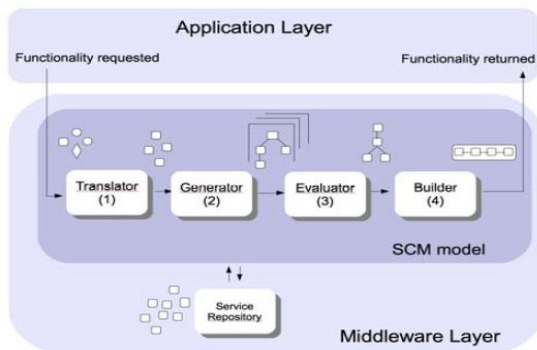 Application Layer
Functionality requested
Functionality returned
Translator
(1)
Generator
(2)
Evaluator
(3)
Builder
(4)
SCM model
Service
Repository
Middleware Layer